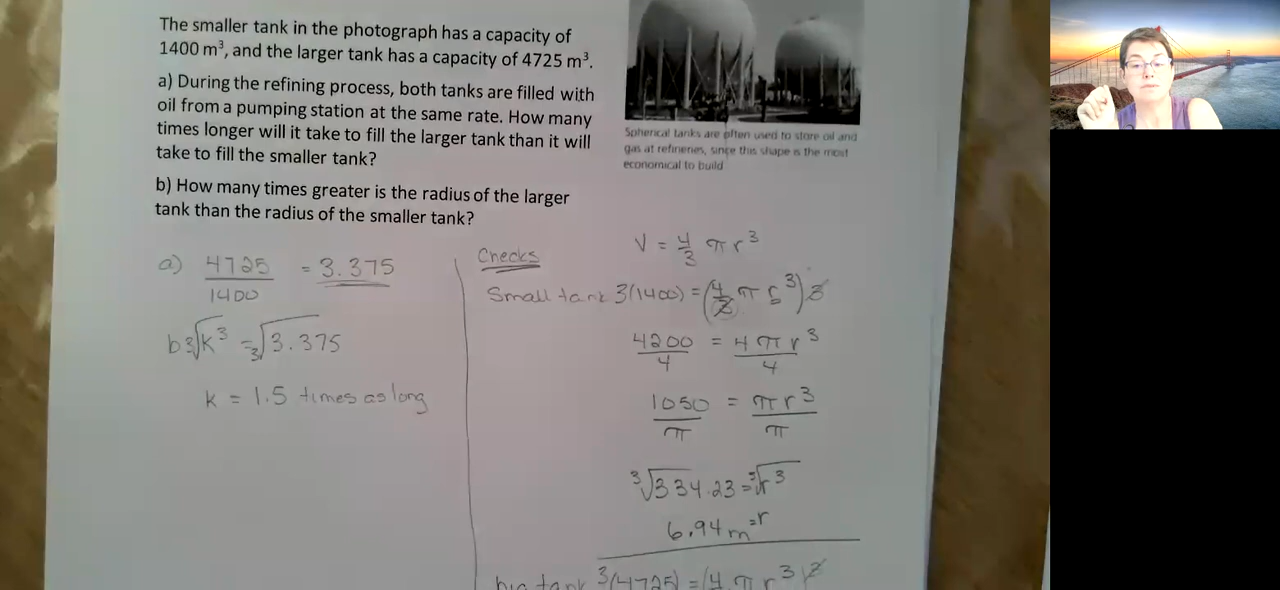 The smaller tank in the photograph has a capacity of
1400 m³, and the larger tank has a capacity of 4725 m³.
a) During the refining process, both tanks are filled with
oil from a pumping station at the same rate. How many
times longer will it take to fill the larger tank than it will
take to fill the smaller tank?
b) How many times greater is the radius of the larger
tank than the radius of the smaller tank?
Spherical tanks are often used to store oil and
gas at refineries, since this shape is the most
economical to build
a) 4725/1400 = 3.375
b ∛k³ = ∛3.375
k = 1.5 times as long
Checks
V = 4/3 π r³
Small tank 3(1400) = (4/3 π r³)3
4200/4 = 4πr³/4
1050/π = πr³/π
∛334.23 = ∛r³
6.94 m = r
big tank 3(4725) = (4 π r³)3